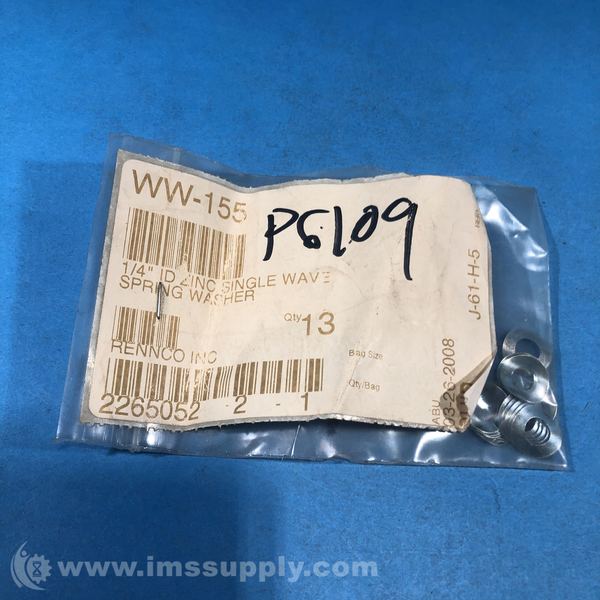 WW-155
P6109
1/4" ID ZINC SINGLE WAVE
SPRING WASHER
Qty 13
RENNCO INC
2265052 - 2 - 1
Bag Size
Qty/Bag
J-61-H-5
ABU
03-26-2008
www.imssupply.com